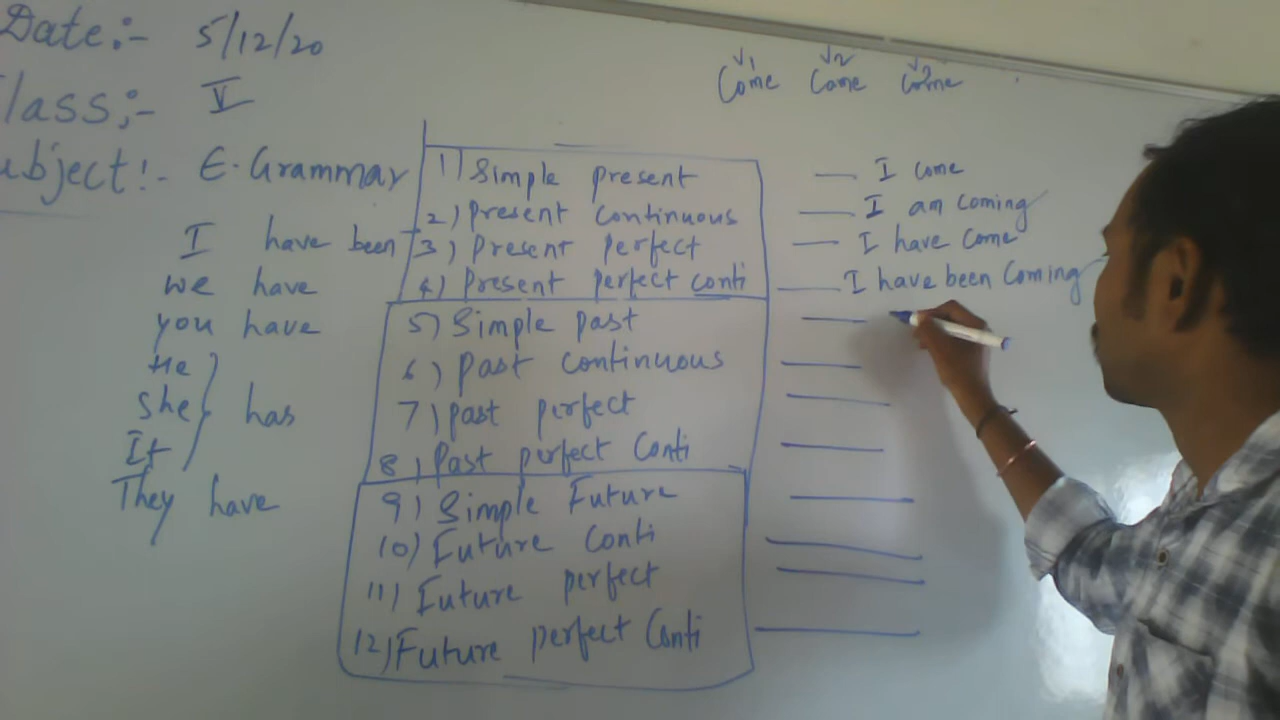 Date:- 5/12/20
Class:- V
Subject:- E. Grammar
V1 V2 V3
Come Came Come
I have been
we have
you have
He
She has
It
They have
1) Simple present — I come
2) Present continuous — I am coming
3) Present perfect — I have come
4) Present perfect conti — I have been Coming
5) Simple past
6) Past continuous
7) Past perfect
8) Past perfect Conti
9) Simple Future
10) Future Conti
11) Future perfect
12) Future perfect Conti